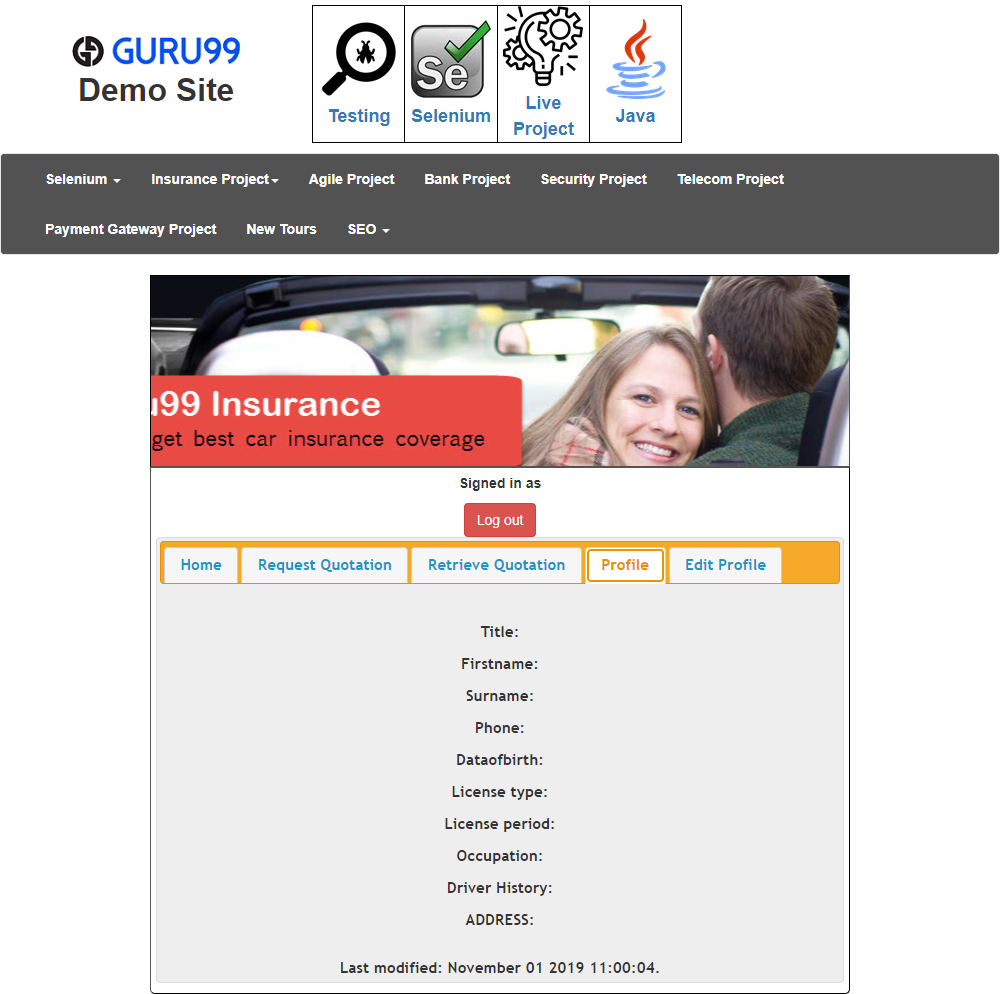 GURU99
Demo Site
Testing
Se
Selenium
Live
Project
Java
Selenium
Insurance Project
Agile Project
Bank Project
Security Project
Telecom Project
Payment Gateway Project
New Tours
SEO
u99 Insurance
get best car insurance coverage
Signed in as
Log out
Home
Request Quotation
Retrieve Quotation
Profile
Edit Profile
Title:
Firstname:
Surname:
Phone:
Dataofbirth:
License type:
License period:
Occupation:
Driver History:
ADDRESS:
Last modified: November 01 2019 11:00:04.